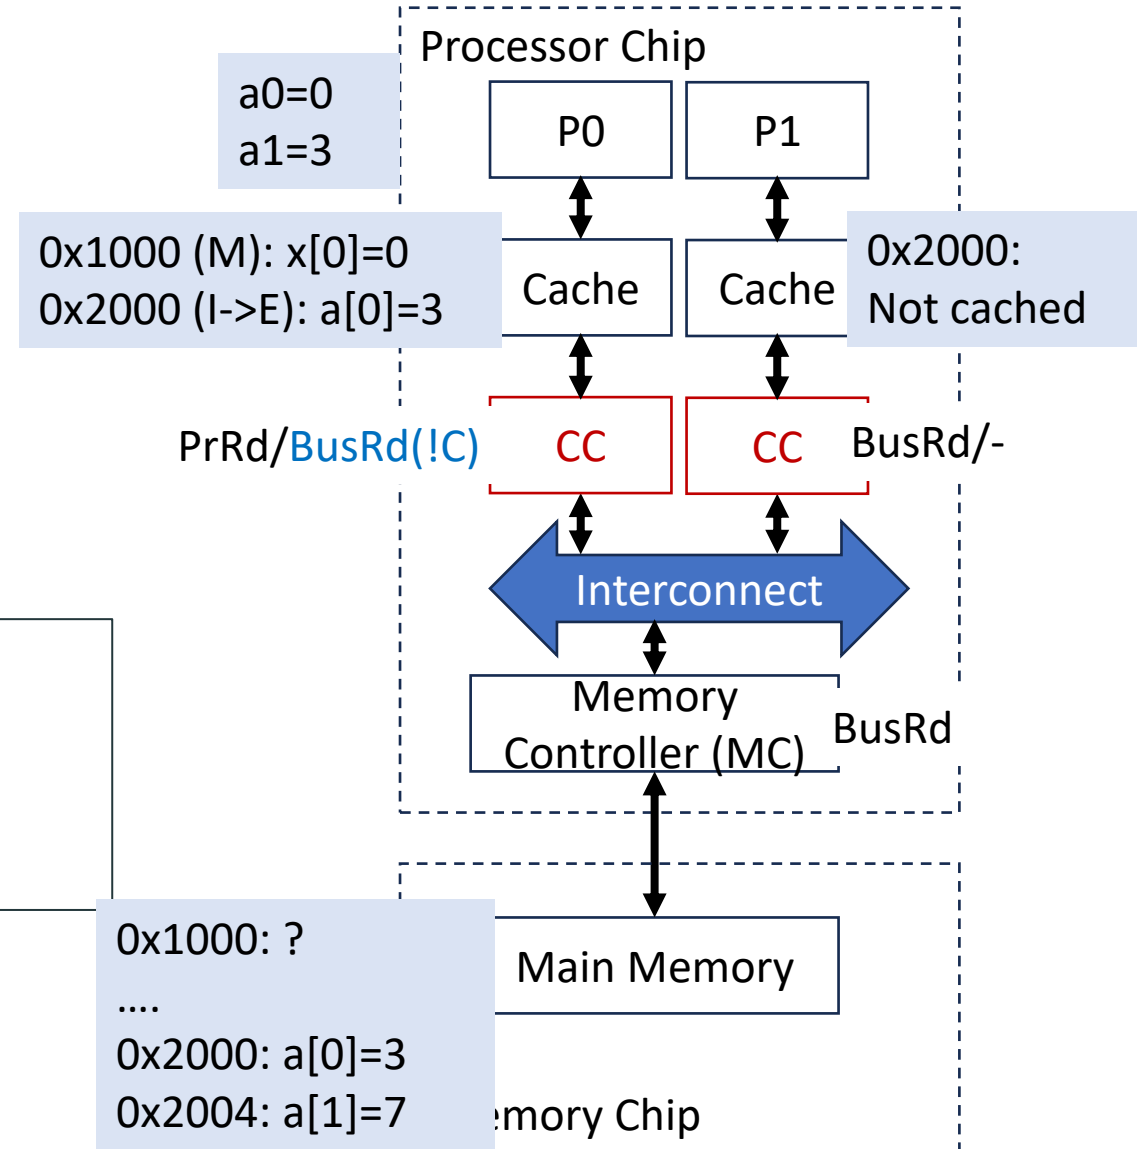 Processor Chip
a0=0
a1=3
P0
P1
0x1000 (M): x[0]=0
0x2000 (I->E): a[0]=3
Cache
Cache
0x2000:
Not cached
PrRd/BusRd(!C)
CC
CC
BusRd/-
Interconnect
Memory
Controller (MC)
BusRd
0x1000: ?
....
0x2000: a[0]=3
0x2004: a[1]=7
Main Memory
emory Chip